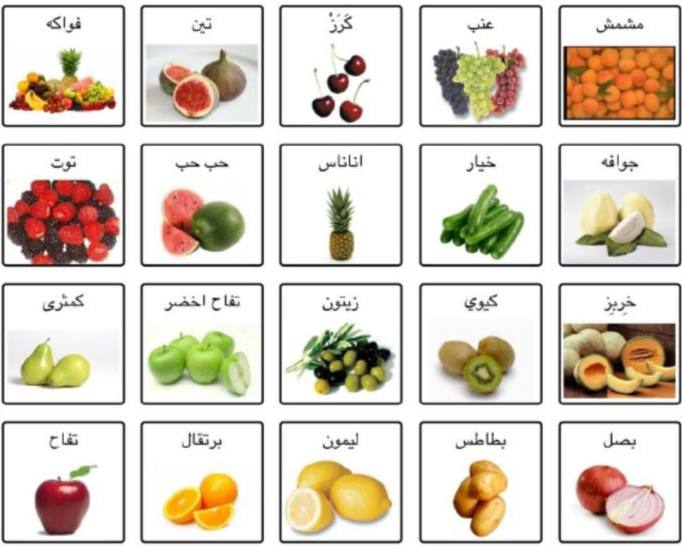 مشمش
عنب
كَرَزْ
تين
فواكه
جوافه
خيار
اناناس
حب حب
توت
خِربِز
كيوي
زيتون
تفاح اخضر
كمثرى
بصل
بطاطس
ليمون
برتقال
تفاح